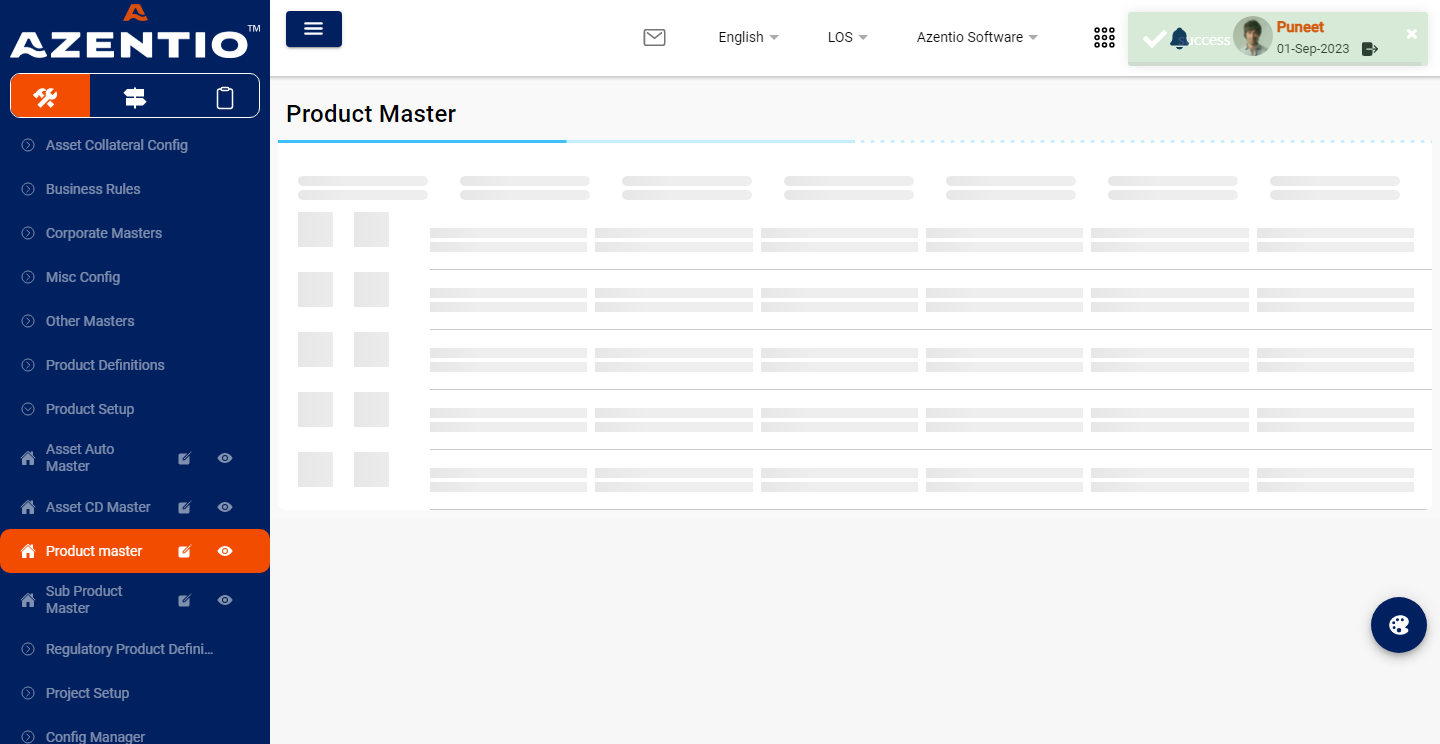 AZENTIO™
Asset Collateral Config
Business Rules
Corporate Masters
Misc Config
Other Masters
Product Definitions
Product Setup
Asset Auto
Master
Asset CD Master
Product master
Sub Product
Master
Regulatory Product Defini...
Project Setup
Config Manager
English
LOS
Azentio Software
success
Puneet
01-Sep-2023
Product Master